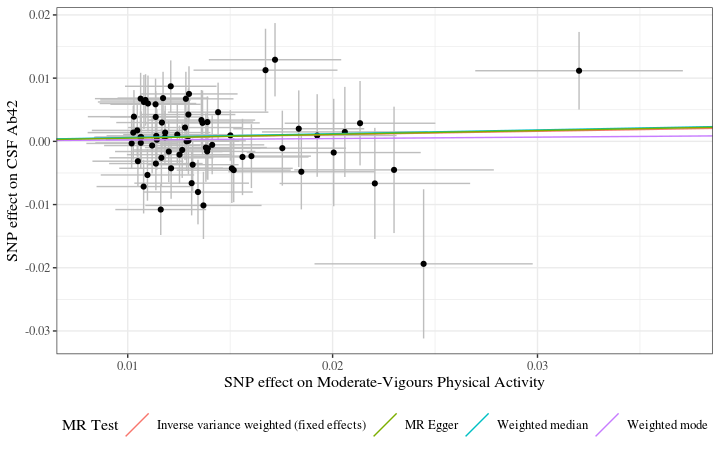 0.02
0.01
0.00
-0.01
-0.02
-0.03
SNP effect on CSF Ab42
0.01 0.02 0.03
SNP effect on Moderate-Vigours Physical Activity
MR Test Inverse variance weighted (fixed effects) MR Egger Weighted median Weighted mode